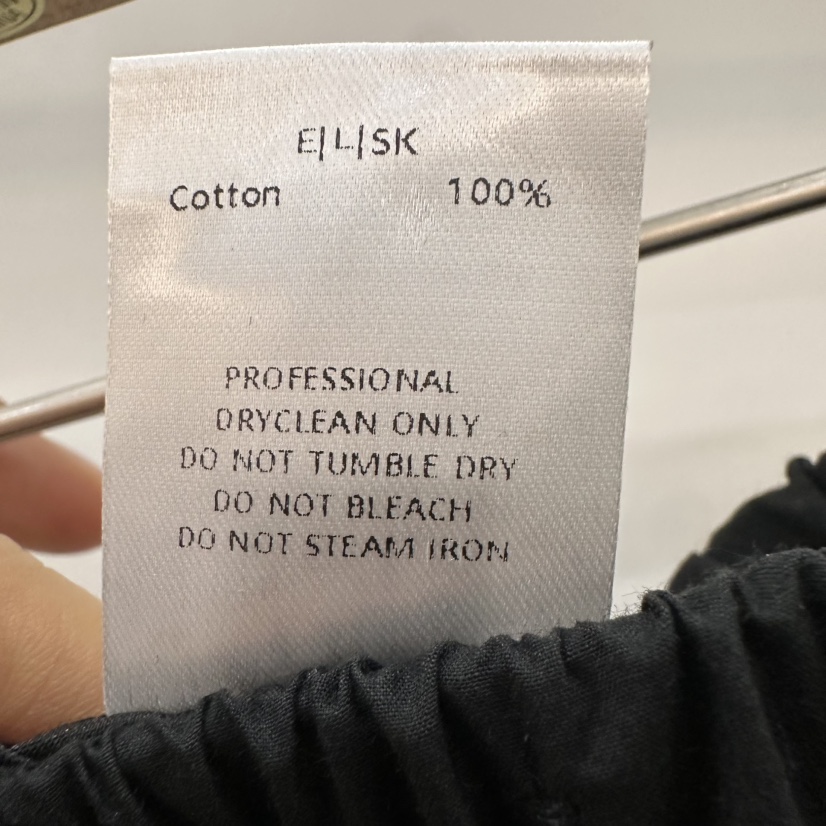 E|L|SK
Cotton 100%
PROFESSIONAL
DRYCLEAN ONLY
DO NOT TUMBLE DRY
DO NOT BLEACH
DO NOT STEAM IRON